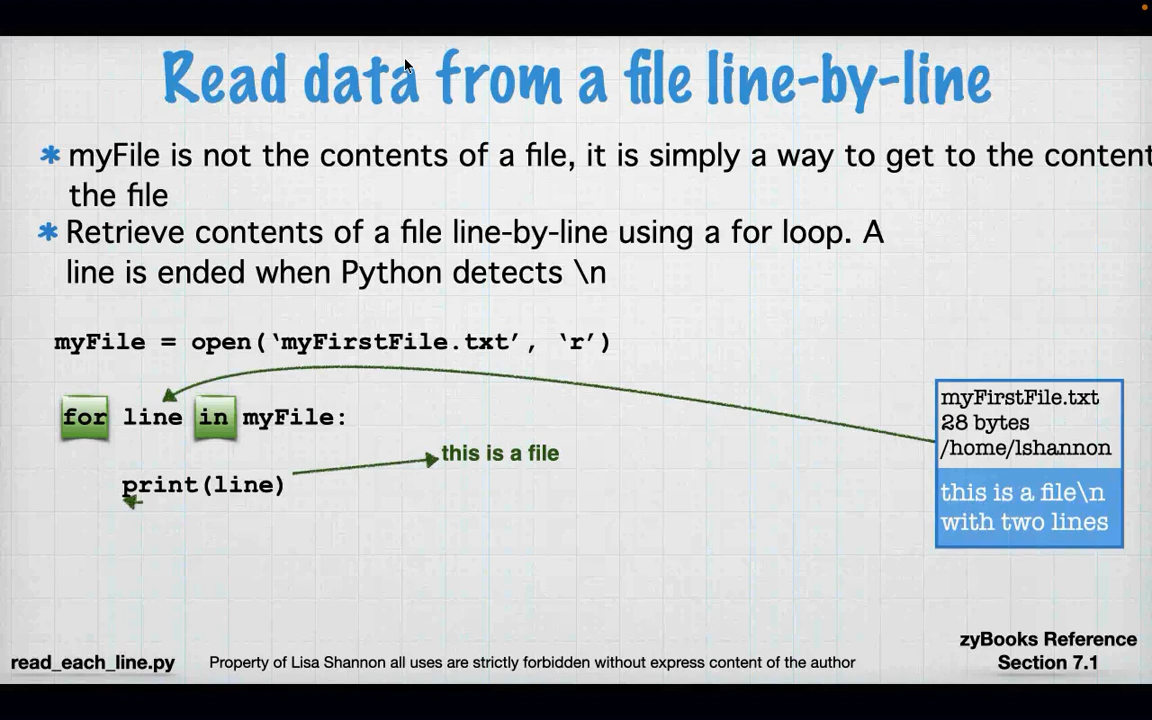 Read data from a file line-by-line
* myFile is not the contents of a file, it is simply a way to get to the content
the file
* Retrieve contents of a file line-by-line using a for loop. A
line is ended when Python detects \n
myFile = open(‘myFirstFile.txt’, ‘r’)
for line in myFile:
print(line)
this is a file
myFirstFile.txt
28 bytes
/home/lshannon
this is a file\n
with two lines
read_each_line.py
Property of Lisa Shannon all uses are strictly forbidden without express content of the author
zyBooks Reference
Section 7.1